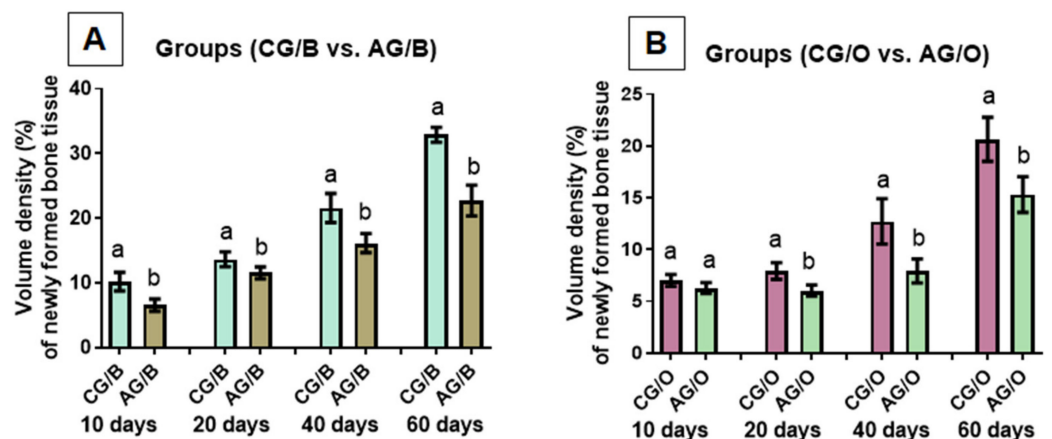 A
Groups (CG/B vs. AG/B)
Volume density (%)
of newly formed bone tissue
40
30
20
10
0
a
b
a
b
a
b
a
b
CG/B
AG/B
CG/B
AG/B
CG/B
AG/B
CG/B
AG/B
10 days
20 days
40 days
60 days
B
Groups (CG/O vs. AG/O)
Volume density (%)
of newly formed bone tissue
25
20
15
10
5
0
a
a
a
b
a
b
a
b
CG/O
AG/O
CG/O
AG/O
CG/O
AG/O
CG/O
AG/O
10 days
20 days
40 days
60 days